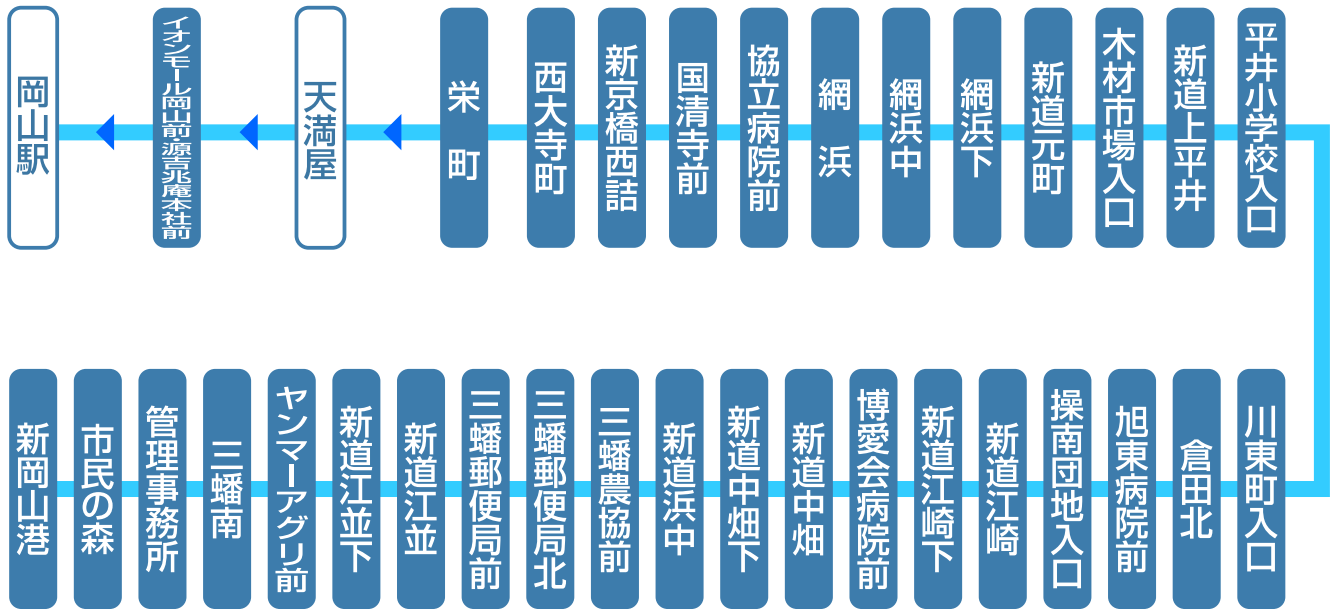 岡山駅
イオンモール岡山前・源吉兆庵本社前
天満屋
栄町
西大寺町
新京橋西詰
国清寺前
協立病院前
網浜
網浜中
網浜下
新道元町
木材市場入口
新道上平井
平井小学校入口
新岡山港
市民の森
管理事務所
三蟠南
ヤンマーアグリ前
新道江並下
新道江並
三蟠郵便局前
三蟠郵便局北
三蟠農協前
新道浜中
新道中畑下
新道中畑
博愛会病院前
新道江崎下
新道江崎
操南団地入口
旭東病院前
倉田北
川東町入口